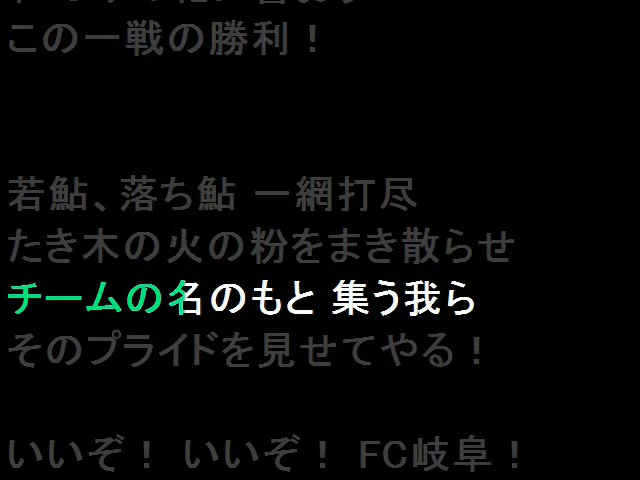 この一戦の勝利！
若鮎、落ち鮎 一網打尽
たき木の火の粉をまき散らせ
チームの名のもと 集う我ら
そのプライドを見せてやる！
いいぞ！ いいぞ！ FC岐阜！